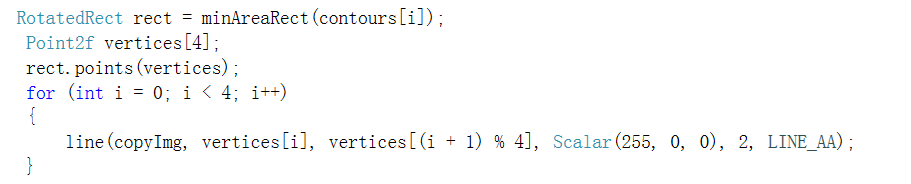 RotatedRect rect = minAreaRect(contours[i]);
Point2f vertices[4];
rect.points(vertices);
for (int i = 0; i < 4; i++)
{
line(copyImg, vertices[i], vertices[(i + 1) % 4], Scalar(255, 0, 0), 2, LINE_AA);
}